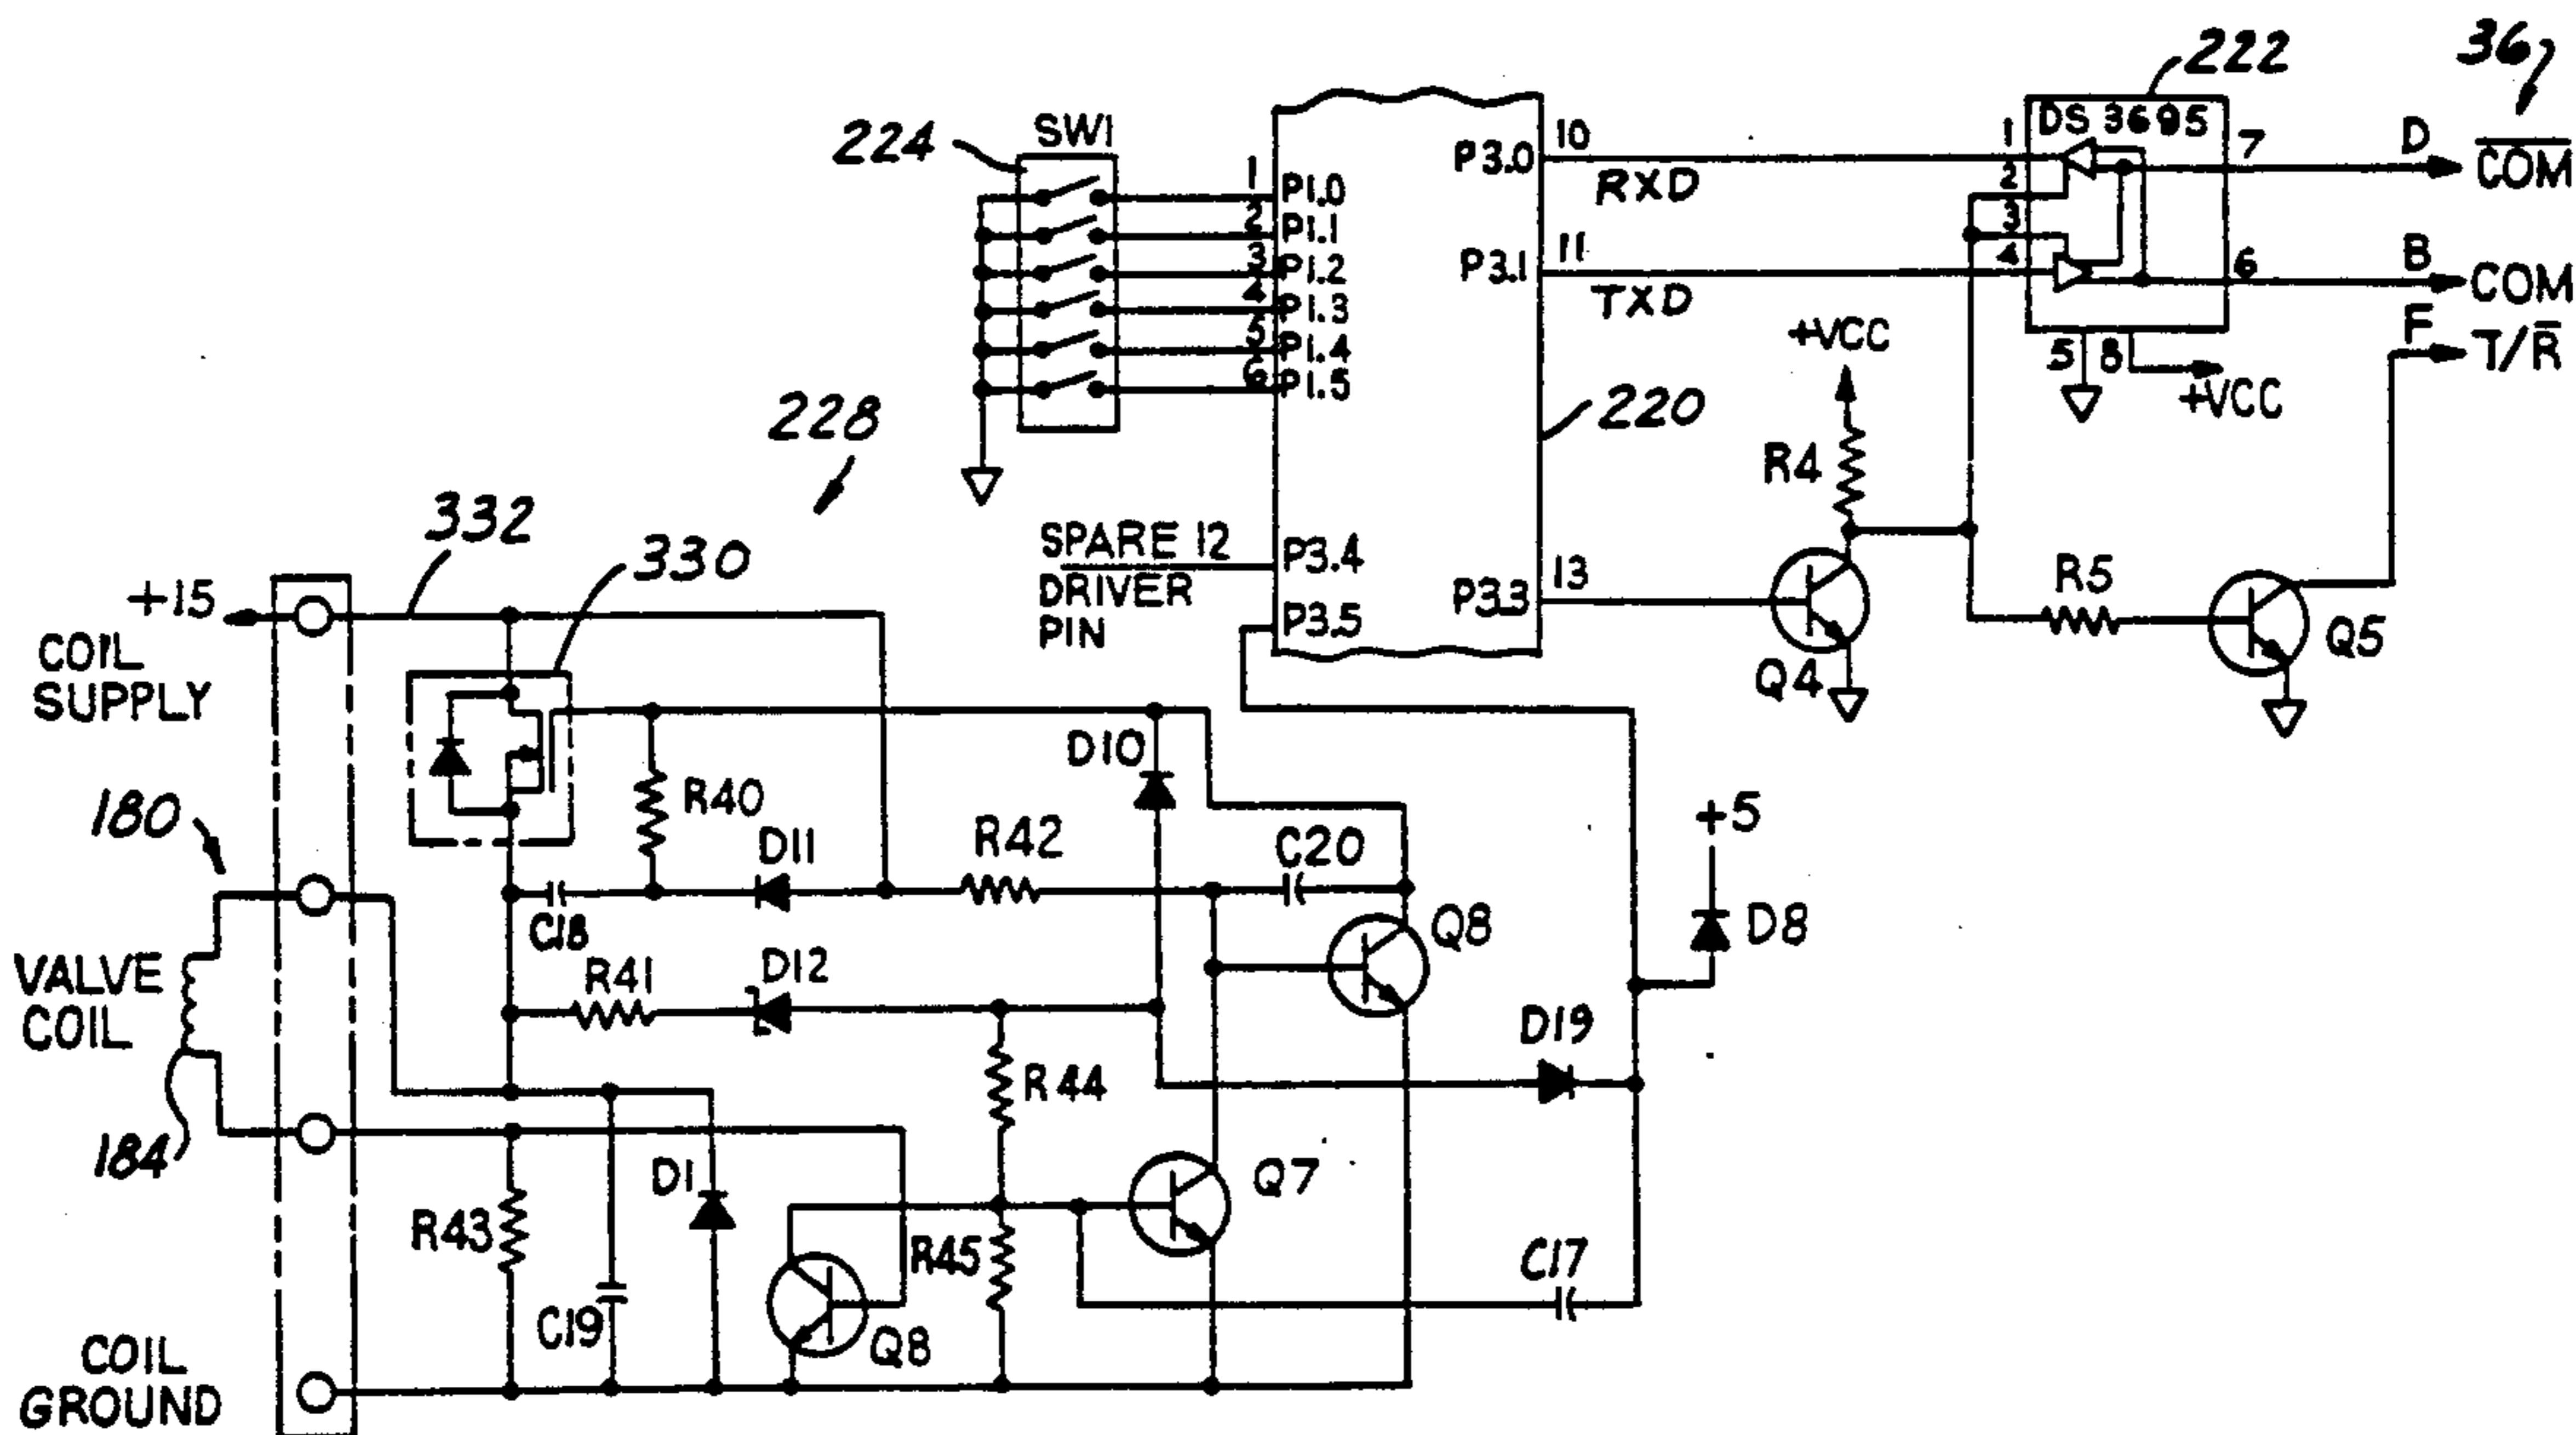 36
222
DS 3695
224
SW1
1
P1.0
2
P1.1
3
P1.2
4
P1.3
5
P1.4
6
P1.5
P3.0
10
RXD
P3.1
11
TXD
1
2
3
4
7
D
COM
6
B
COM
F
T/R
5
8
+VCC
+VCC
220
228
R4
332
330
SPARE 12
DRIVER
PIN
P3.4
P3.5
P3.3
13
R5
Q4
Q5
+15
COIL
SUPPLY
D10
R40
180
D11
R42
C20
+5
C18
Q8
D8
VALVE
COIL
R41
D12
D19
R44
184
D1
Q7
R43
R45
C17
C19
Q8
COIL
GROUND